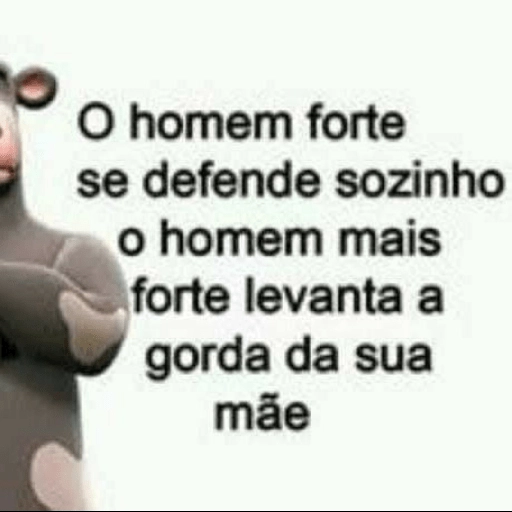 O homem forte
se defende sozinho
o homem mais
forte levanta a
gorda da sua
mãe